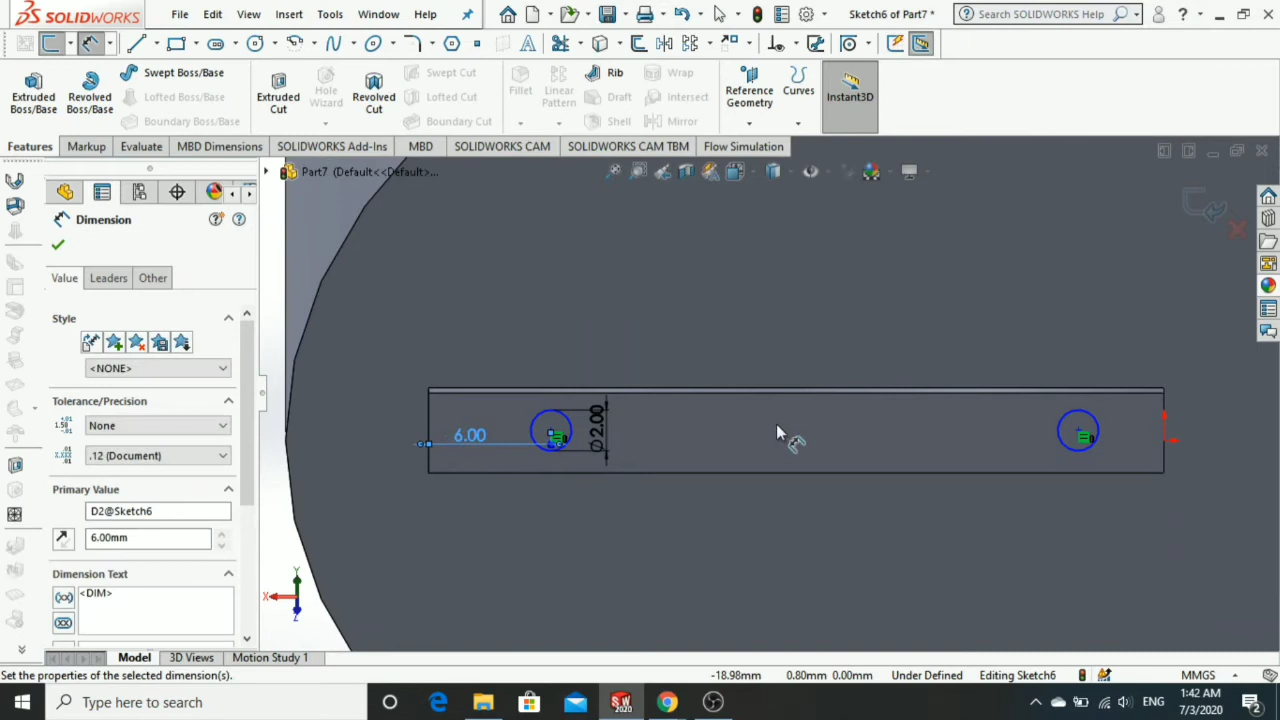 SOLIDWORKS File Edit View Insert Tools Window Help Sketch6 of Part7 * Search SOLIDWORKS Help
Extruded Boss/Base
Revolved Boss/Base
Swept Boss/Base
Lofted Boss/Base
Boundary Boss/Base
Extruded Cut
Hole Wizard
Revolved Cut
Swept Cut
Lofted Cut
Boundary Cut
Fillet
Linear Pattern
Rib
Draft
Shell
Wrap
Intersect
Mirror
Reference Geometry
Curves
Instant3D
Features Markup Evaluate MBD Dimensions SOLIDWORKS Add-Ins MBD SOLIDWORKS CAM SOLIDWORKS CAM TBM Flow Simulation
Part7 (Default<<Default>...
Dimension
Value Leaders Other
Style
<NONE>
Tolerance/Precision
None
.12 (Document)
Primary Value
D2@Sketch6
6.00mm
Dimension Text
<DIM>
6.00
∅2.00
Y
X
Z
Model 3D Views Motion Study 1
Set the properties of the selected dimension(s). -18.98mm 0.80mm 0.00mm Under Defined Editing Sketch6 MMGS
Type here to search
ENG
1:42 AM
7/3/2020
2